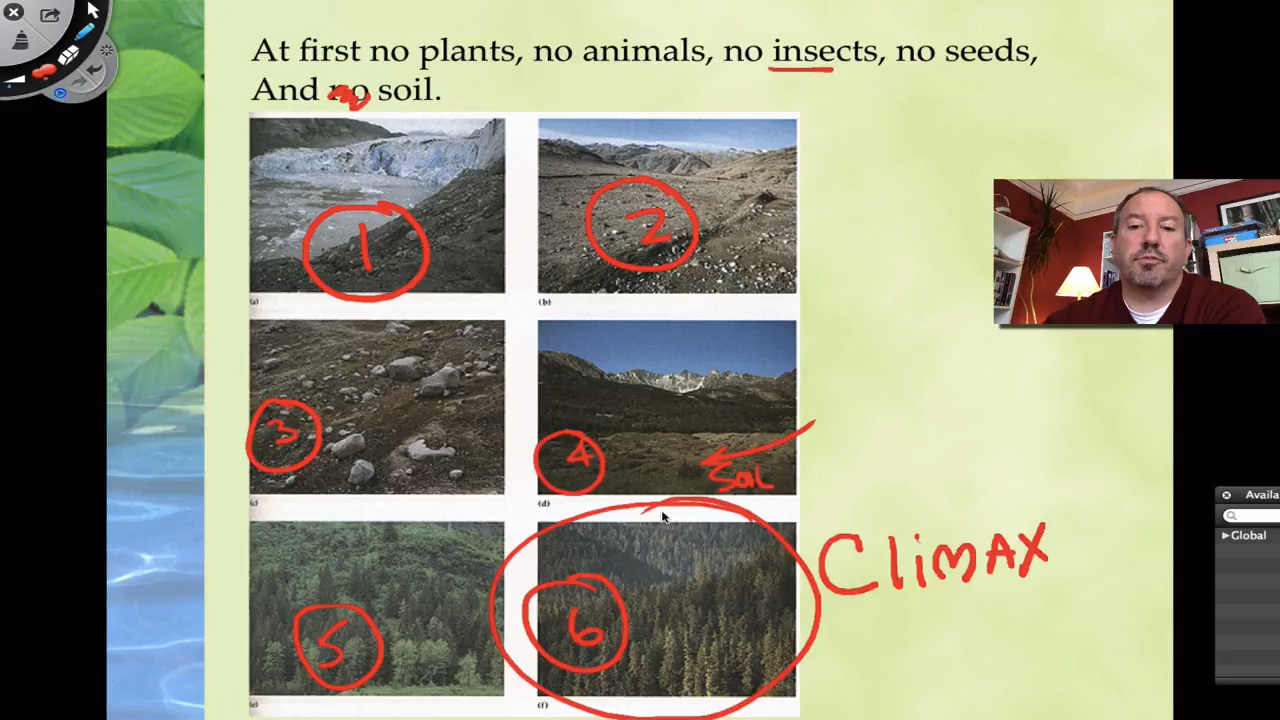 At first no plants, no animals, no insects, no seeds,
And no soil.
1
2
(a)
(b)
3
4
Soil
(c)
(d)
5
6
Climax
(e)
(f)
Availa
Global